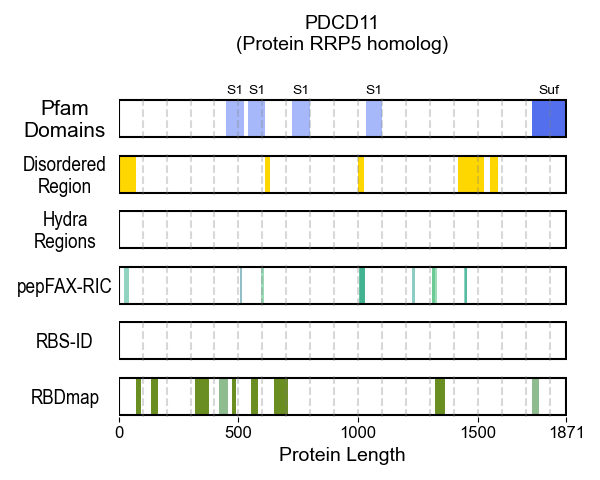 PDCD11
(Protein RRP5 homolog)
S1 S1 S1 S1 Suf
Pfam
Domains
Disordered
Region
Hydra
Regions
pepFAX-RIC
RBS-ID
RBDmap
0 500 1000 1500 1871
Protein Length